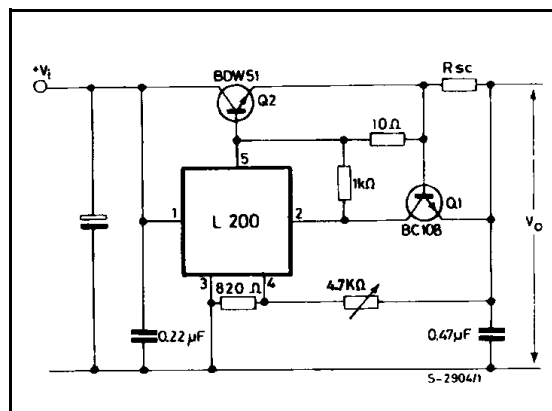 +Vi
BDW51
Q2
Rsc
10Ω
5
1kΩ
1
L 200
2
Q1
BC108
Vo
3
4
820 Ω
4.7KΩ
0.22µF
0.47µF
S-2904/1